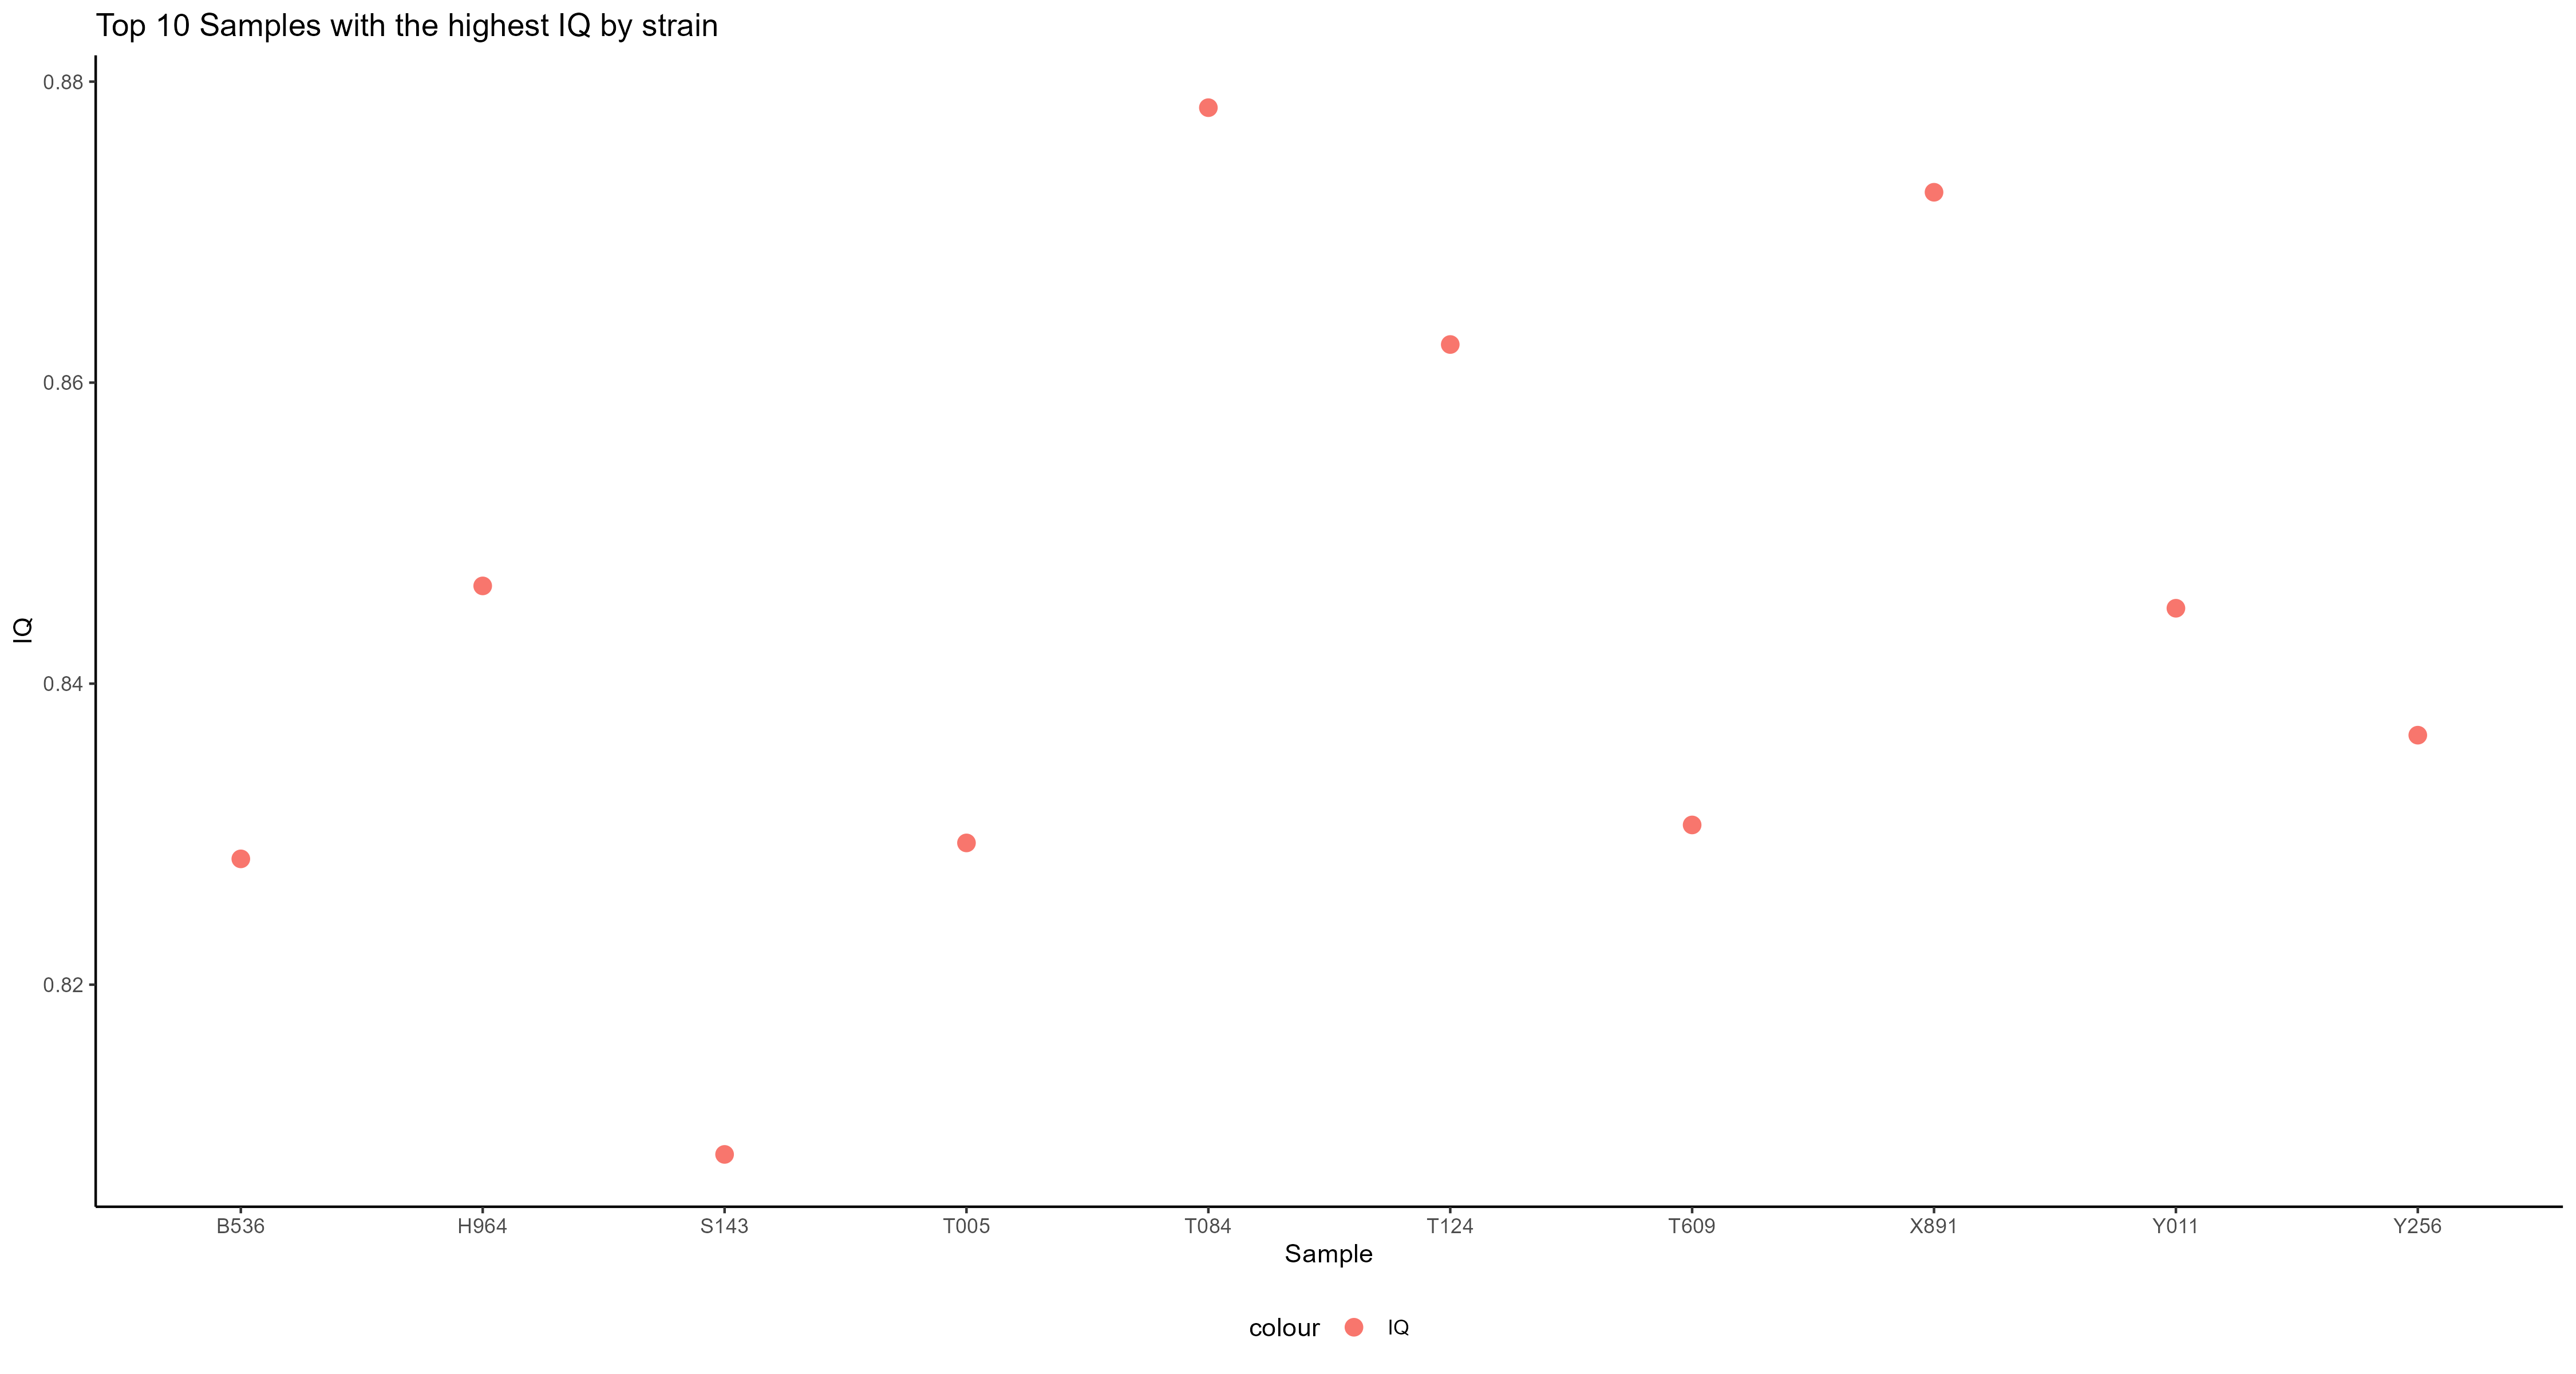 Top 10 Samples with the highest IQ by strain
0.88
0.86
0.84
0.82
IQ
B536 H964 S143 T005 T084 T124 T609 X891 Y011 Y256
Sample
colour IQ